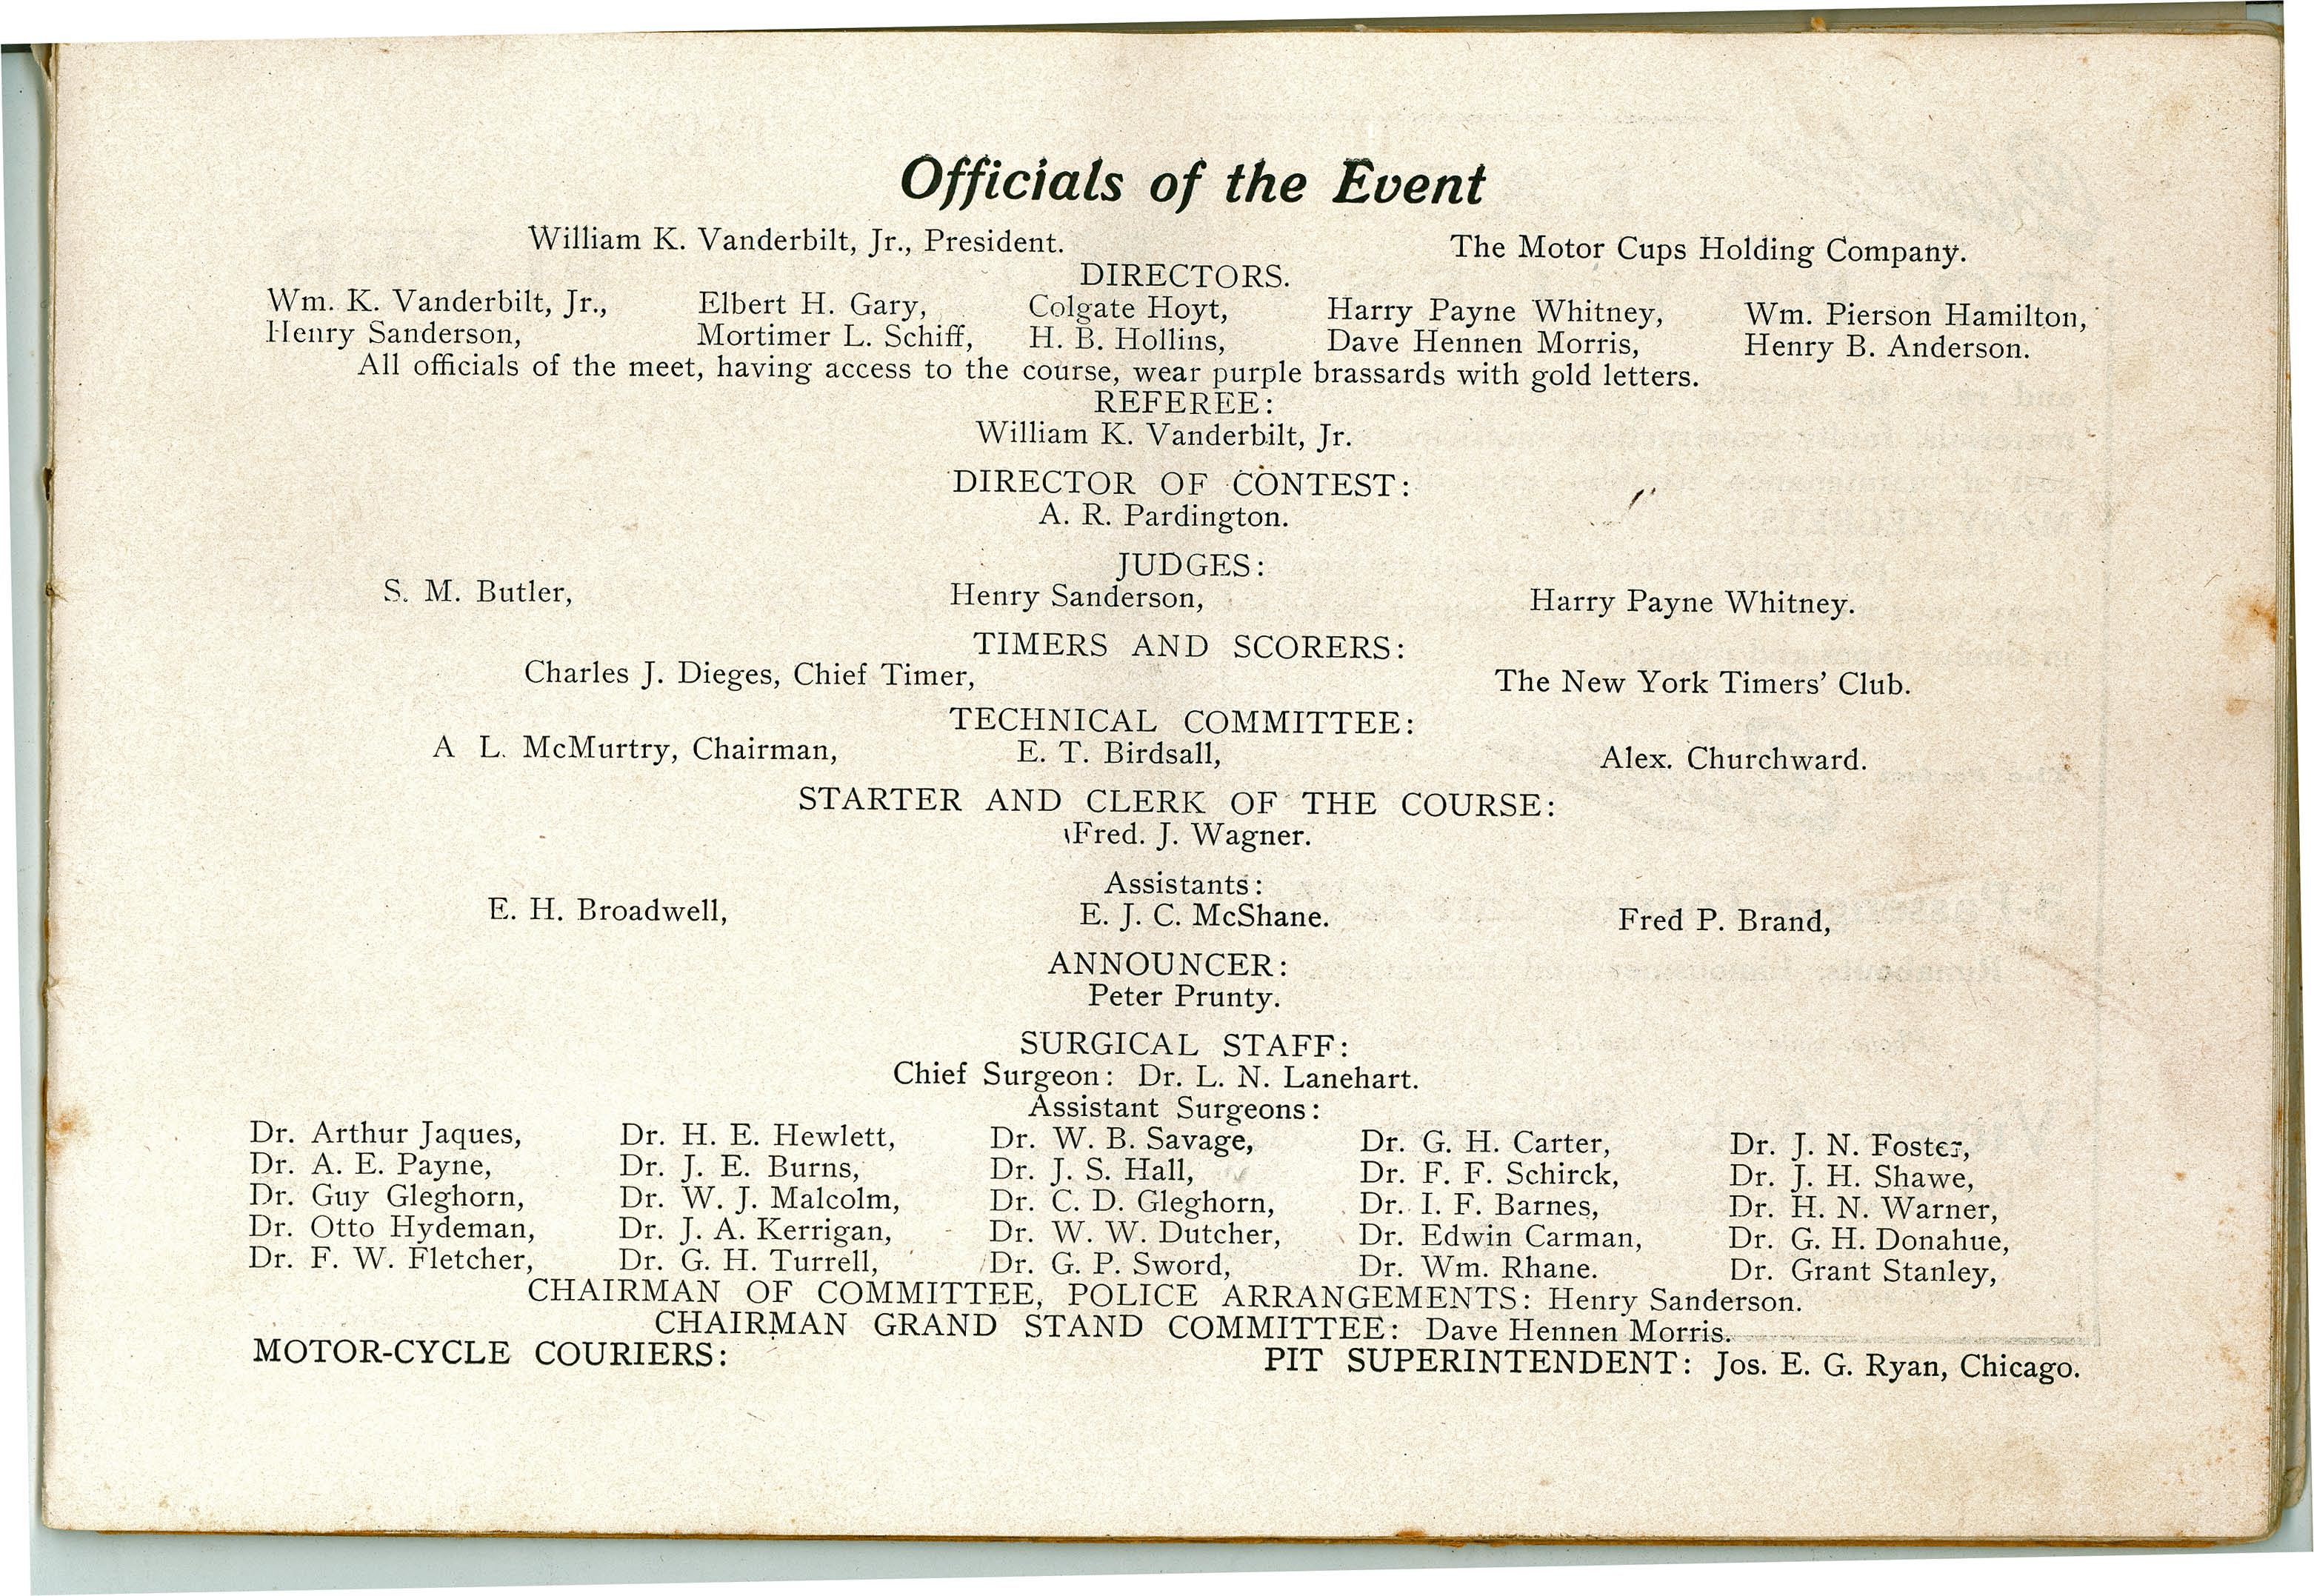 Officials of the Event
William K. Vanderbilt, Jr., President. The Motor Cups Holding Company.
DIRECTORS.
Wm. K. Vanderbilt, Jr., Elbert H. Gary, Colgate Hoyt, Harry Payne Whitney, Wm. Pierson Hamilton,
Henry Sanderson, Mortimer L. Schiff, H. B. Hollins, Dave Hennen Morris, Henry B. Anderson.
All officials of the meet, having access to the course, wear purple brassards with gold letters.
REFEREE:
William K. Vanderbilt, Jr.
DIRECTOR OF CONTEST:
A. R. Pardington.
JUDGES:
S. M. Butler, Henry Sanderson, Harry Payne Whitney.
TIMERS AND SCORERS:
Charles J. Dieges, Chief Timer, The New York Timers' Club.
TECHNICAL COMMITTEE:
A L. McMurtry, Chairman, E. T. Birdsall, Alex. Churchward.
STARTER AND CLERK OF THE COURSE:
Fred. J. Wagner.
Assistants:
E. H. Broadwell, E. J. C. McShane. Fred P. Brand,
ANNOUNCER:
Peter Prunty.
SURGICAL STAFF:
Chief Surgeon: Dr. L. N. Lanehart.
Assistant Surgeons:
Dr. Arthur Jaques, Dr. H. E. Hewlett, Dr. W. B. Savage, Dr. G. H. Carter, Dr. J. N. Foster,
Dr. A. E. Payne, Dr. J. E. Burns, Dr. J. S. Hall, Dr. F. F. Schirck, Dr. J. H. Shawe,
Dr. Guy Gleghorn, Dr. W. J. Malcolm, Dr. C. D. Gleghorn, Dr. I. F. Barnes, Dr. H. N. Warner,
Dr. Otto Hydeman, Dr. J. A. Kerrigan, Dr. W. W. Dutcher, Dr. Edwin Carman, Dr. G. H. Donahue,
Dr. F. W. Fletcher, Dr. G. H. Turrell, Dr. G. P. Sword, Dr. Wm. Rhane. Dr. Grant Stanley,
CHAIRMAN OF COMMITTEE, POLICE ARRANGEMENTS: Henry Sanderson.
CHAIRMAN GRAND STAND COMMITTEE: Dave Hennen Morris.
MOTOR-CYCLE COURIERS: PIT SUPERINTENDENT: Jos. E. G. Ryan, Chicago.